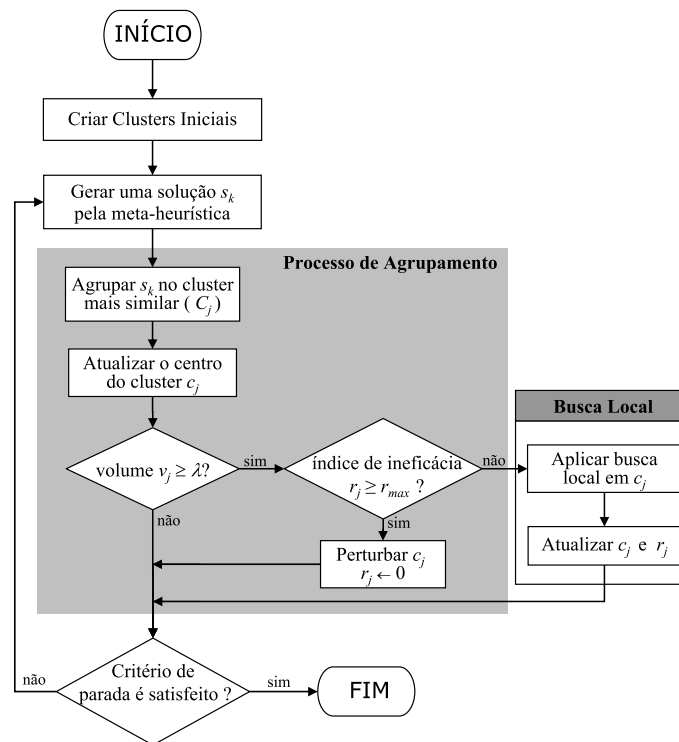 INÍCIO
Criar Clusters Iniciais
Gerar uma solução s_k
pela meta-heurística
Processo de Agrupamento
Agrupar s_k no cluster
mais similar ( C_j )
Atualizar o centro
do cluster c_j
volume v_j ≥ λ?
sim
não
índice de ineficácia
r_j ≥ r_max ?
não
sim
Perturbar c_j
r_j ← 0
Busca Local
Aplicar busca
local em c_j
Atualizar c_j e r_j
Critério de
parada é satisfeito ?
não
sim
FIM